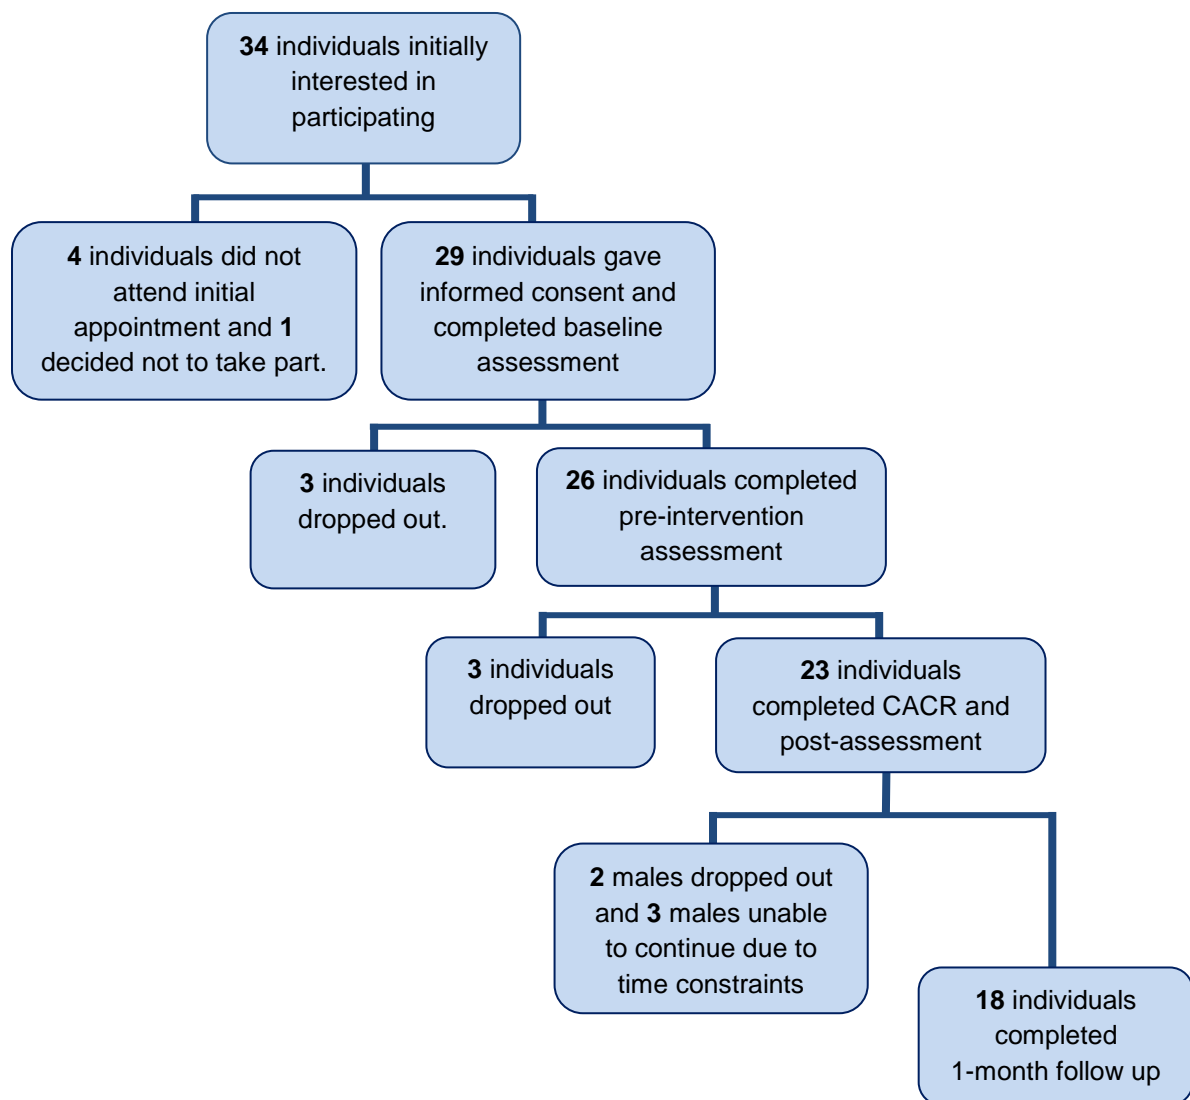 34 individuals initially
interested in
participating
4 individuals did not
attend initial
appointment and 1
decided not to take part.
29 individuals gave
informed consent and
completed baseline
assessment
3 individuals
dropped out.
26 individuals completed
pre-intervention
assessment
3 individuals
dropped out
23 individuals
completed CACR and
post-assessment
2 males dropped out
and 3 males unable
to continue due to
time constraints
18 individuals
completed
1-month follow up